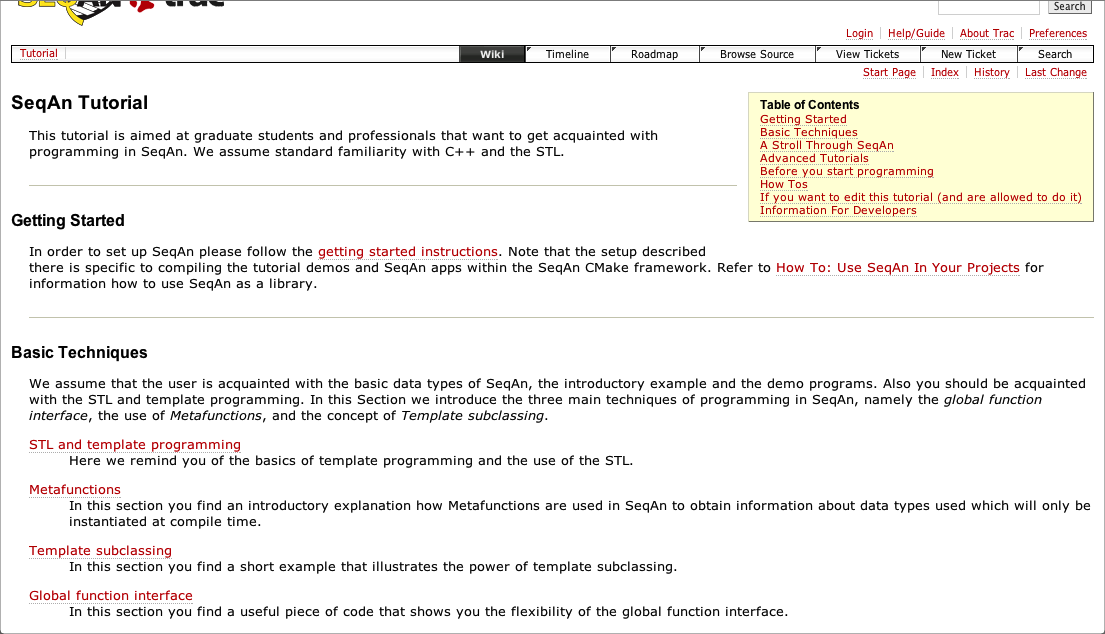 Search
Login Help/Guide About Trac Preferences
Tutorial Wiki Timeline Roadmap Browse Source View Tickets New Ticket Search
Start Page Index History Last Change
SeqAn Tutorial
This tutorial is aimed at graduate students and professionals that want to get acquainted with
programming in SeqAn. We assume standard familiarity with C++ and the STL.
Table of Contents
Getting Started
Basic Techniques
A Stroll Through SeqAn
Advanced Tutorials
Before you start programming
How Tos
If you want to edit this tutorial (and are allowed to do it)
Information For Developers
Getting Started
In order to set up SeqAn please follow the getting started instructions. Note that the setup described
there is specific to compiling the tutorial demos and SeqAn apps within the SeqAn CMake framework. Refer to How To: Use SeqAn In Your Projects for
information how to use SeqAn as a library.
Basic Techniques
We assume that the user is acquainted with the basic data types of SeqAn, the introductory example and the demo programs. Also you should be acquainted
with the STL and template programming. In this Section we introduce the three main techniques of programming in SeqAn, namely the global function
interface, the use of Metafunctions, and the concept of Template subclassing.
STL and template programming
Here we remind you of the basics of template programming and the use of the STL.
Metafunctions
In this section you find an introductory explanation how Metafunctions are used in SeqAn to obtain information about data types used which will only be
instantiated at compile time.
Template subclassing
In this section you find a short example that illustrates the power of template subclassing.
Global function interface
In this section you find a useful piece of code that shows you the flexibility of the global function interface.